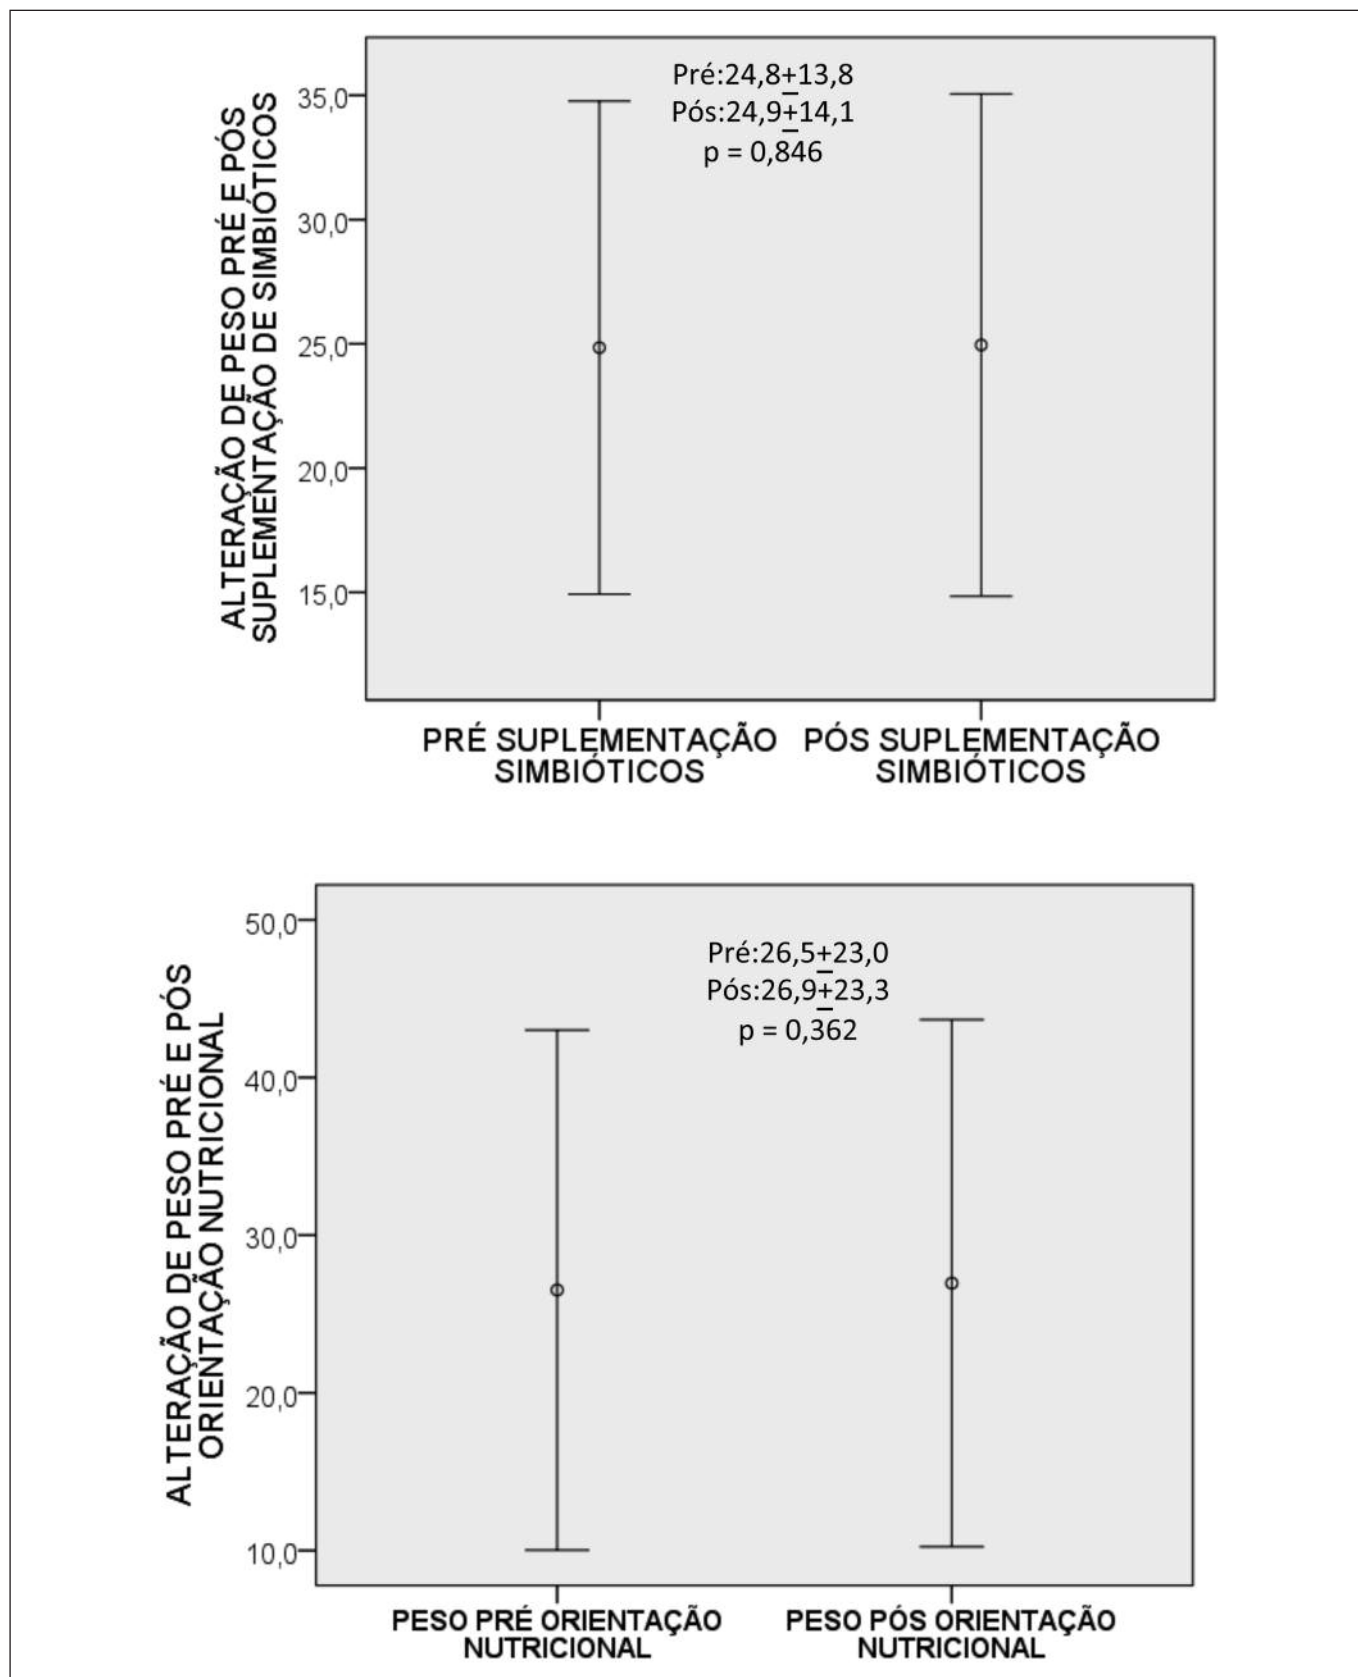 ALTERAÇÃO DE PESO PRÉ E PÓS
SUPLEMENTAÇÃO DE SIMBIÓTICOS
Pré:24,8+13,8
Pós:24,9+14,1
p = 0,846
35,0
30,0
25,0
20,0
15,0
PRÉ SUPLEMENTAÇÃO
SIMBIÓTICOS
PÓS SUPLEMENTAÇÃO
SIMBIÓTICOS
ALTERAÇÃO DE PESO PRÉ E PÓS
ORIENTAÇÃO NUTRICIONAL
Pré:26,5+23,0
Pós:26,9+23,3
p = 0,362
50,0
40,0
30,0
20,0
10,0
PESO PRÉ ORIENTAÇÃO
NUTRICIONAL
PESO PÓS ORIENTAÇÃO
NUTRICIONAL